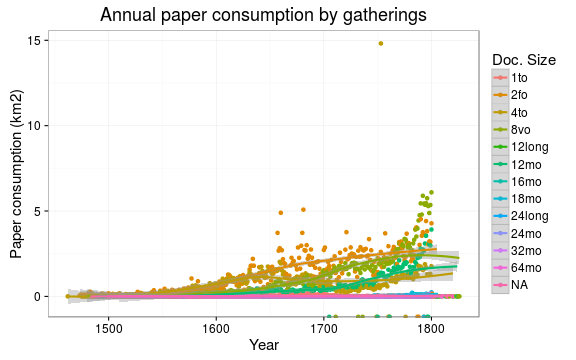 Annual paper consumption by gatherings
Paper consumption (km2)
15
10
5
0
1500
1600
1700
1800
Year
Doc. Size
1to
2fo
4to
8vo
12long
12mo
16mo
18mo
24long
24mo
32mo
64mo
NA